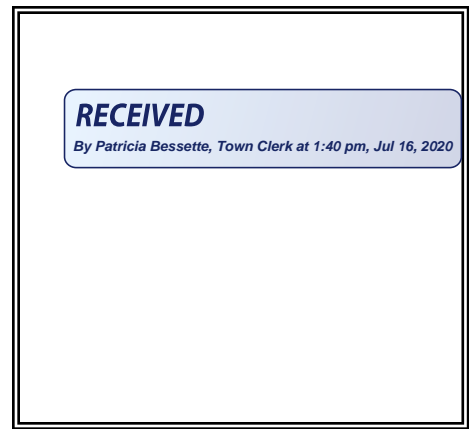 RECEIVED
By Patricia Bessette, Town Clerk at 1:40 pm, Jul 16, 2020